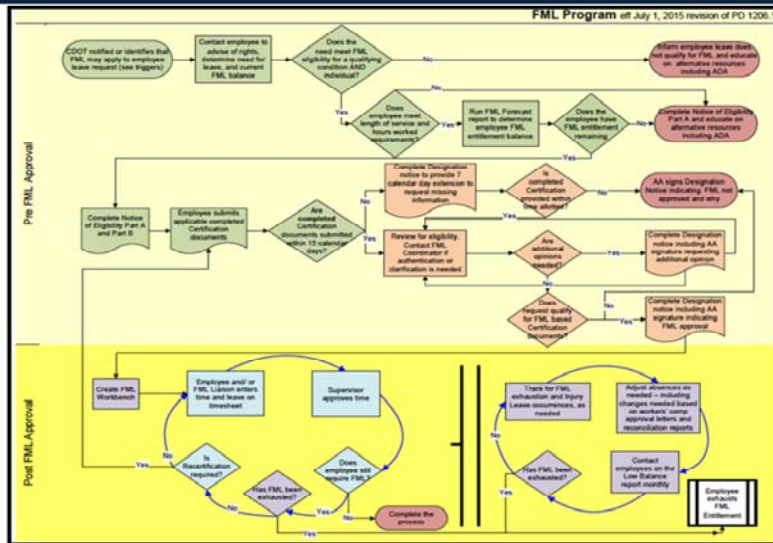 FML Program eff July 1, 2015 revision of PD 1206.
CDOT notified or identifies that
FML may apply to employee
leave request (see triggers)
Contact employee to
advise of rights,
determine need for
leave, and current
FML balance
Does the
need meet FML
eligibility for a qualifying
condition AND
individual?
No
Inform employee leave does
not qualify for FML and educate
on alternative resources
including ADA
Yes
Does
employee meet
length of service and
hours worked
requirements?
No
Yes
Run FML Forecast
report to determine
employee FML
entitlement balance
Does the
employee have
FML entitlement
remaining
No
Complete Notice of Eligibility
Part A and educate on
alternative resources
including ADA
Yes
Pre FML Approval
Complete Notice
of Eligibility Part A
and Part B
Employee submits
applicable completed
Certification
documents
Are
completed
Certification
documents submitted
within 15 calendar
days?
No
Yes
Complete Designation
notice to provide 7
calendar day extension to
request missing
information
Is
completed
Certification
provided within
time allotted?
No
AA signs Designation
Notice indicating FML not
approved and why
Yes
Review for eligibility.
Contact FML
Coordinator if
authentication or
clarification is needed
Are
additional
opinions
needed?
Yes
Complete Designation
notice including AA
signature requesting
additional opinion
No
Does
request qualify
for FML based
Certification
documents?
No
Yes
Complete Designation
notice including AA
signature indicating
FML approval
Post FML Approval
Create FML
Workbench
Employee and/ or
FML Liaison enters
time and leave on
timesheet
Supervisor
approves time
Does
employee still
require FML?
Yes
No
Complete the
process
Has FML been
exhausted?
No
Yes
Is
Recertification
required?
No
Yes
Track for FML
exhaustion and Injury
Leave occurrences, as
needed
Adjust absences as
needed – including
changes needed based
on workers' comp
approval letters and
reconciliation reports
Contact
employees on the
Low Balance
report monthly
Has FML been
exhausted?
No
Yes
Employee
exhausts
FML
Entitlement